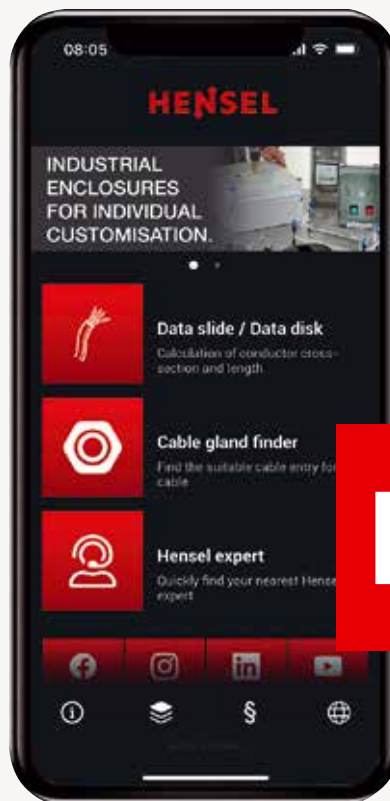 08:05
HENSEL
INDUSTRIAL
ENCLOSURES
FOR INDIVIDUAL
CUSTOMISATION.
Data slide / Data disk
Calculation of conductor cross-
section and length
Cable gland finder
Find the suitable cable entry for
cable
Hensel expert
Quickly find your nearest Hense
expert
in
§